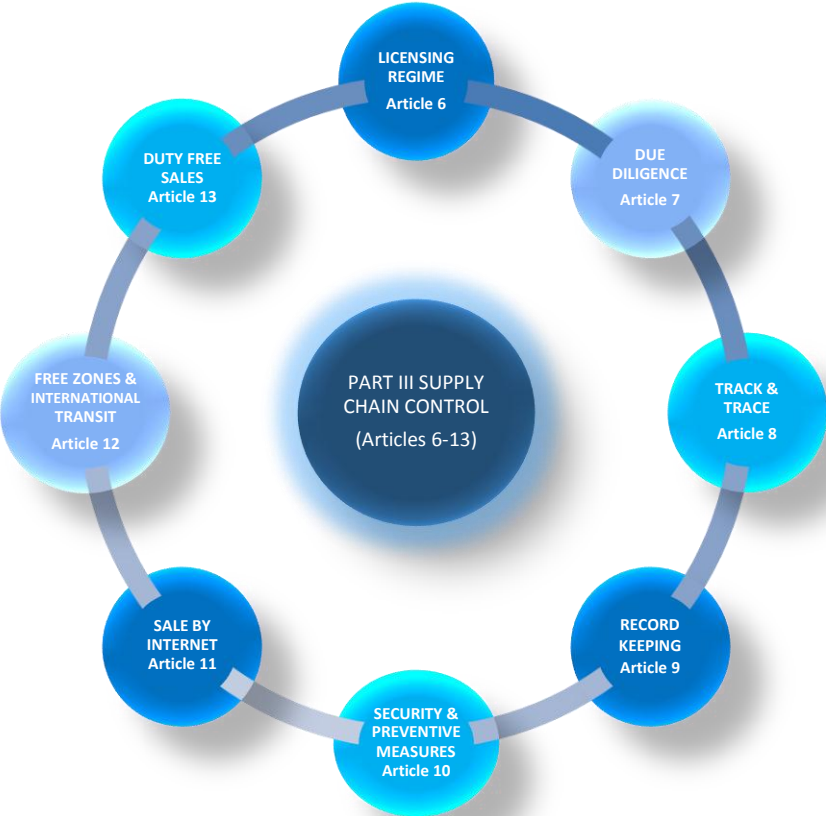 LICENSING
REGIME
Article 6
DUE
DILIGENCE
Article 7
TRACK &
TRACE
Article 8
RECORD
KEEPING
Article 9
SECURITY &
PREVENTIVE
MEASURES
Article 10
SALE BY
INTERNET
Article 11
FREE ZONES &
INTERNATIONAL
TRANSIT
Article 12
DUTY FREE
SALES
Article 13
PART III SUPPLY
CHAIN CONTROL
(Articles 6-13)